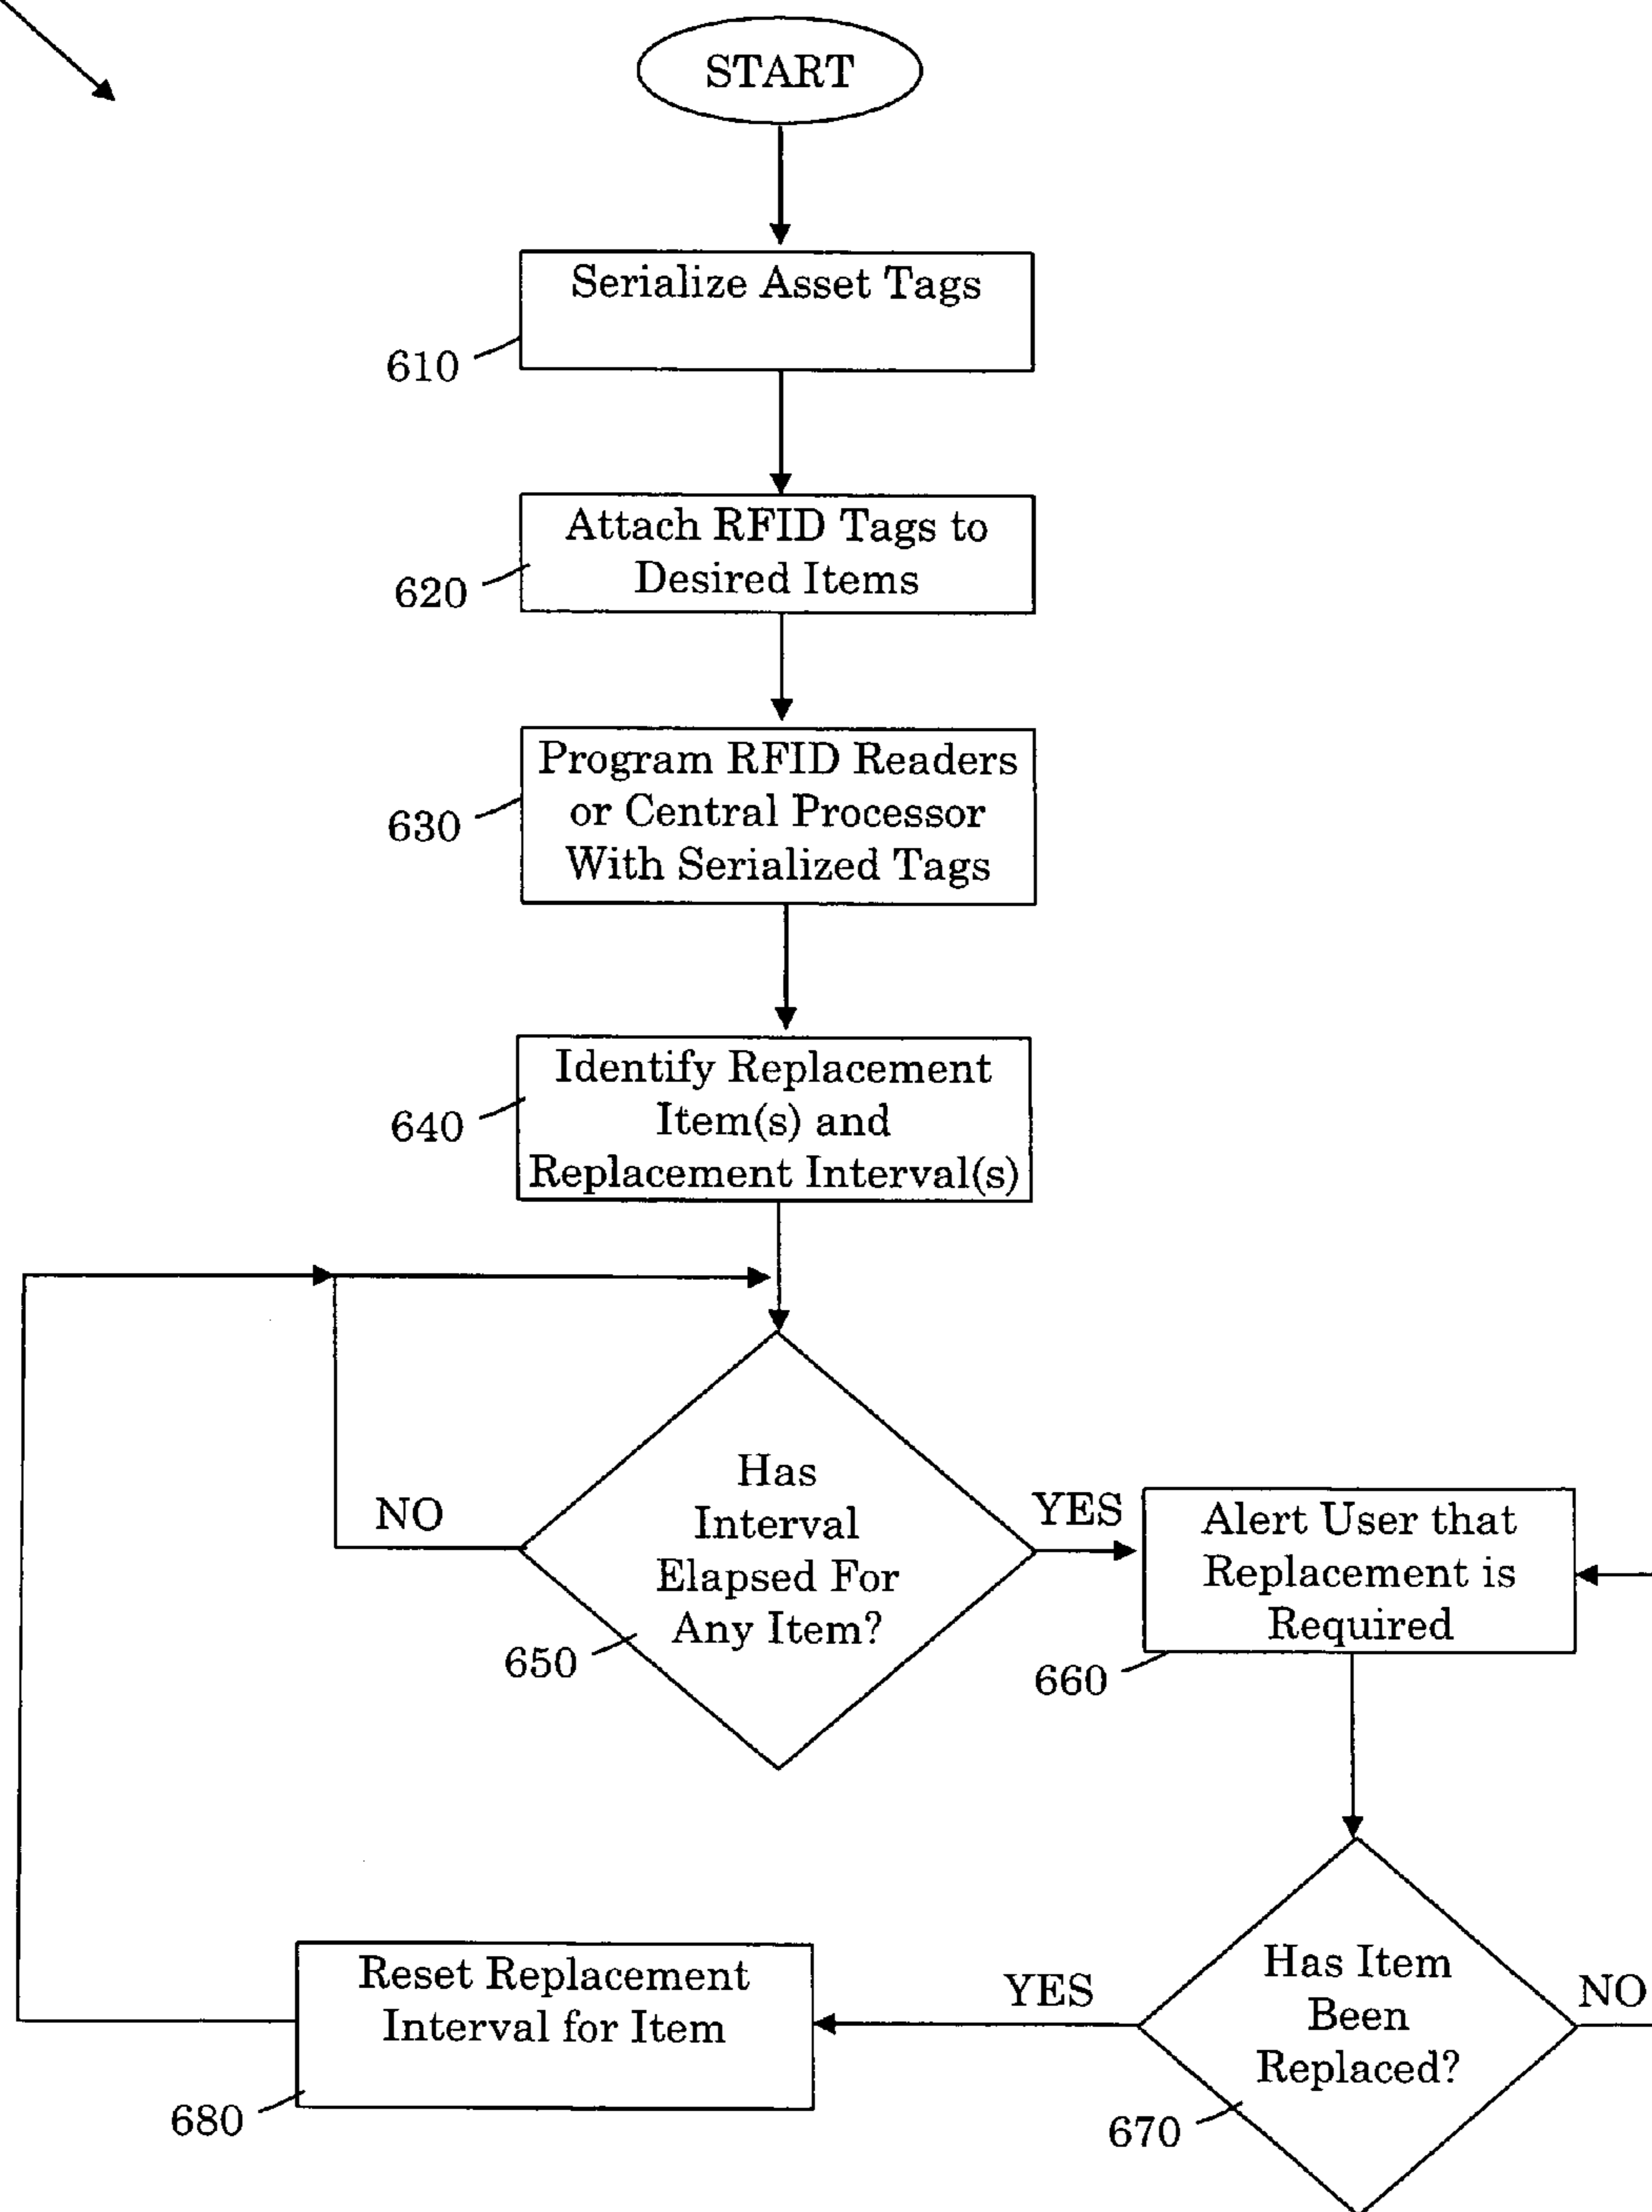 START
Serialize Asset Tags
610
Attach RFID Tags to
Desired Items
620
Program RFID Readers
or Central Processor
With Serialized Tags
630
Identify Replacement
Item(s) and
Replacement Interval(s)
640
Has
Interval
Elapsed For
Any Item?
650
NO
YES
Alert User that
Replacement is
Required
660
Has Item
Been
Replaced?
670
NO
YES
Reset Replacement
Interval for Item
680